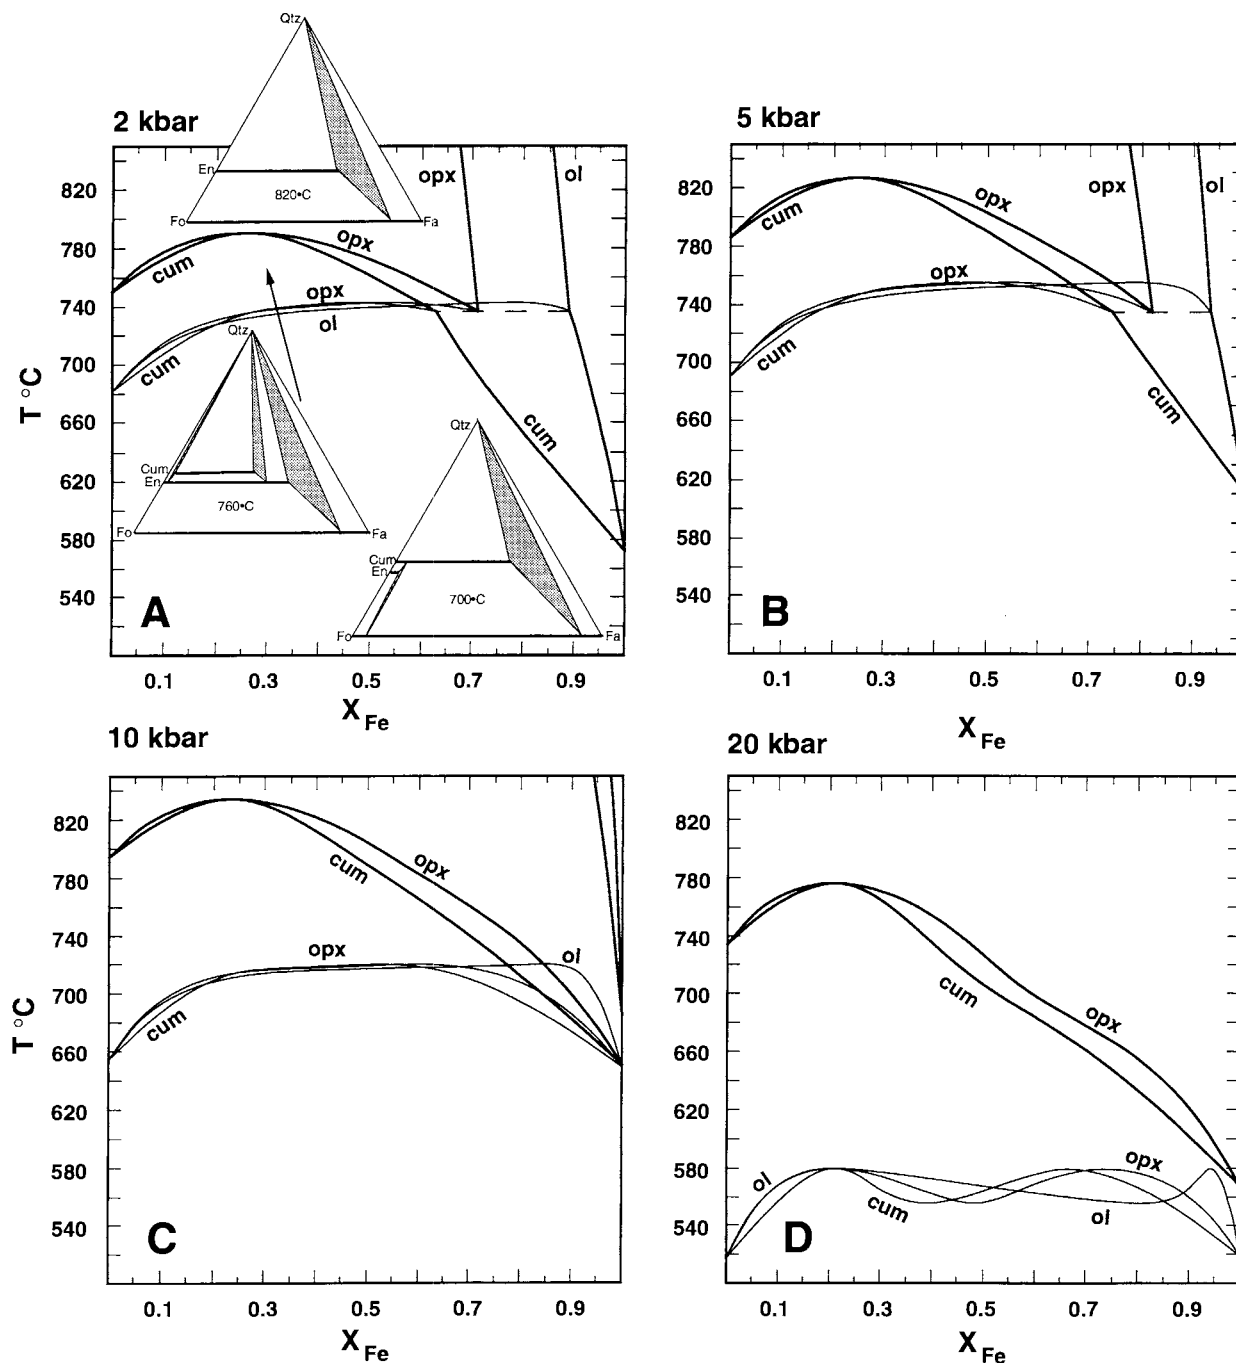 2 kbar
Qtz
En
820•C
Fo
Fa
opx
ol
opx
cum
opx
ol
cum
Qtz
Cum
En
760•C
Fo
Fa
cum
Qtz
Cum
En
700•C
Fo
Fa
A
820
780
740
700
660
620
580
540
T °C
0.1 0.3 0.5 0.7 0.9
X Fe
5 kbar
opx
ol
opx
cum
opx
cum
cum
B
820
780
740
700
660
620
580
540
0.1 0.3 0.5 0.7 0.9
X Fe
10 kbar
opx
cum
opx
ol
cum
C
820
780
740
700
660
620
580
540
T °C
0.1 0.3 0.5 0.7 0.9
X Fe
20 kbar
cum
opx
ol
cum
opx
ol
D
820
780
740
700
660
620
580
540
0.1 0.3 0.5 0.7 0.9
X Fe